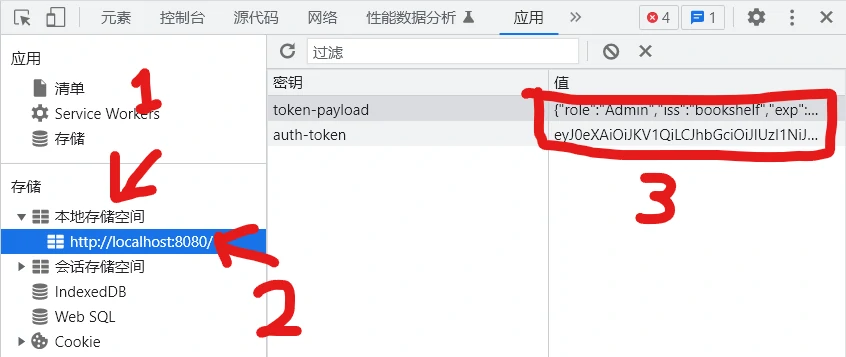 元素 控制台 源代码 网络 性能数据分析 应用 » 4 1
应用
清单
Service Workers
存储
存储
本地存储空间
http://localhost:8080/
会话存储空间
IndexedDB
Web SQL
Cookie
过滤
密钥 值
token-payload {"role":"Admin","iss":"bookshelf","exp":...
auth-token eyJ0eXAiOiJKV1QiLCJhbGciOiJIUzI1NiJ...
1
2
3